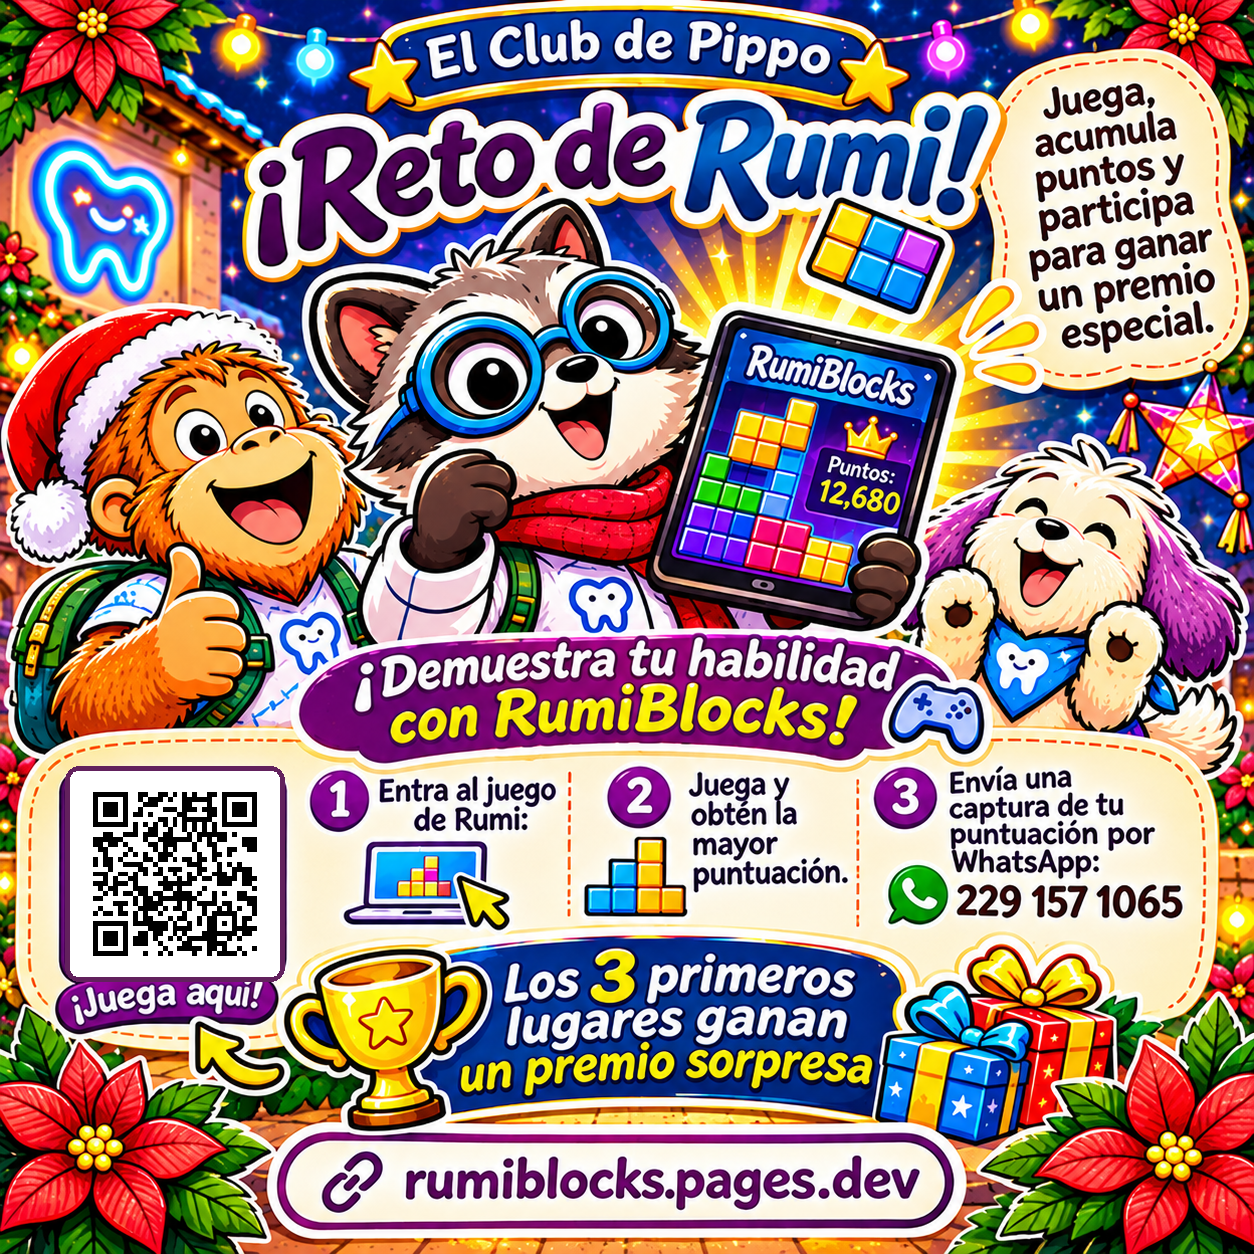 El Club de Pippo
¡Reto de Rumi!
Juega,
acumula
puntos y
participa
para ganar
un premio
especial.
RumiBlocks
Puntos:
12,680
¡Demuestra tu habilidad
con RumiBlocks!
1 Entra al juego
de Rumi:
2 Juega y
obtén la
mayor
puntuación.
3 Envía una
captura de tu
puntuación por
WhatsApp:
229 157 1065
¡Juega aquí!
Los 3 primeros
lugares ganan
un premio sorpresa
rumiblocks.pages.dev